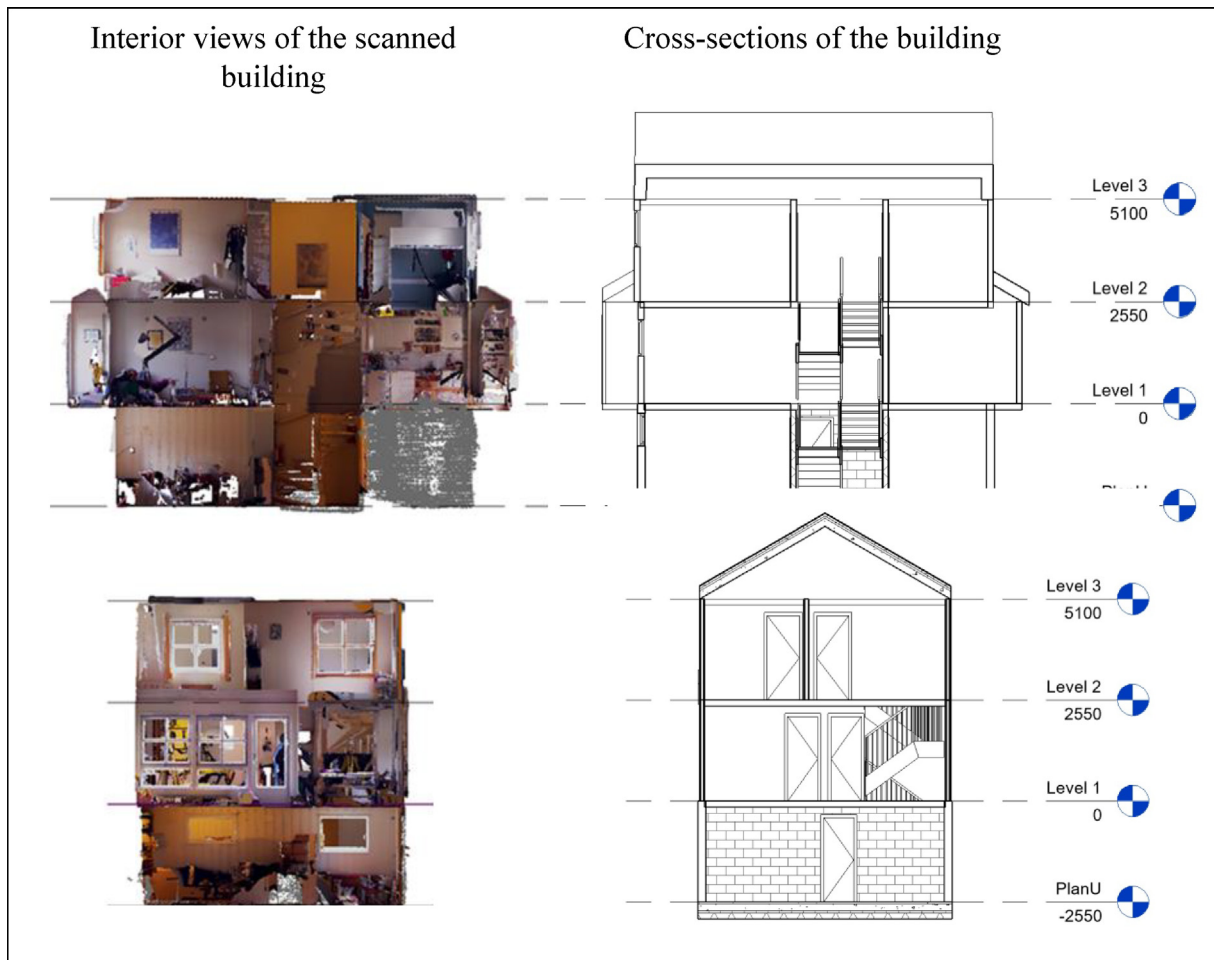 Interior views of the scanned
building
Cross-sections of the building
Level 3
5100
Level 2
2550
Level 1
0
Level 3
5100
Level 2
2550
Level 1
0
PlanU
-2550